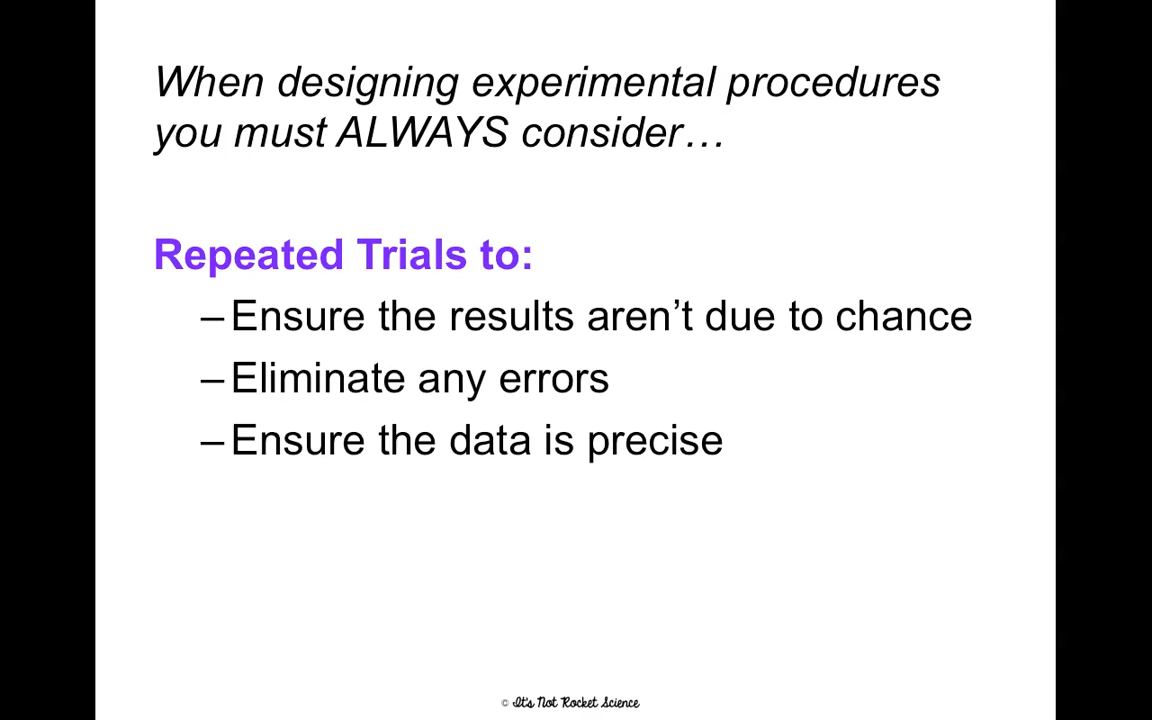 When designing experimental procedures
you must ALWAYS consider…
Repeated Trials to:
–Ensure the results aren’t due to chance
–Eliminate any errors
–Ensure the data is precise
© It's Not Rocket Science